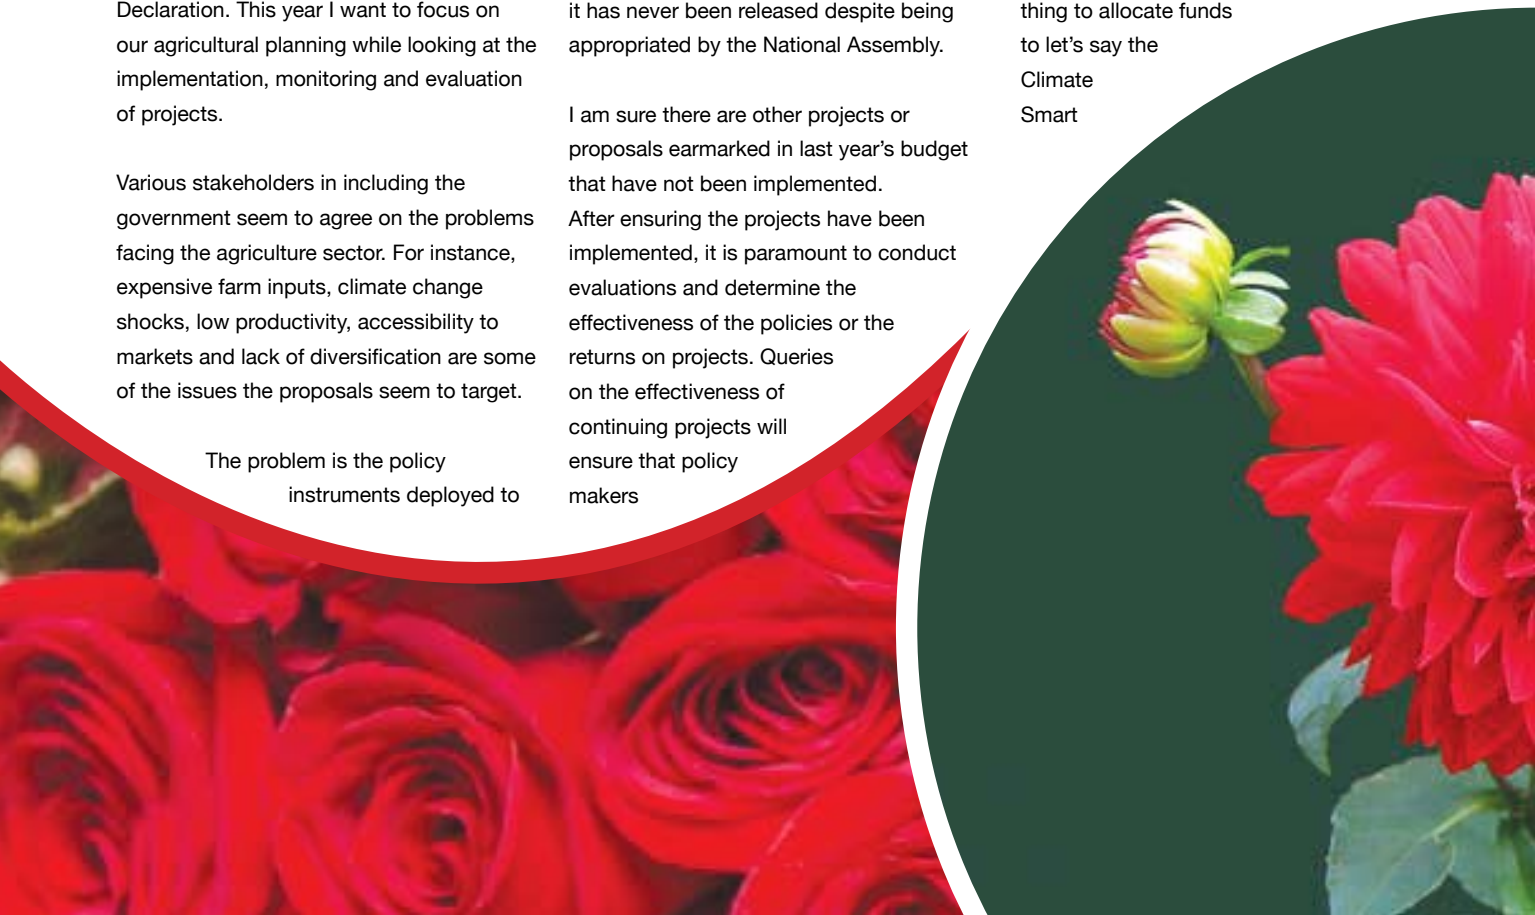 Declaration. This year I want to focus on
our agricultural planning while looking at the
implementation, monitoring and evaluation
of projects.
Various stakeholders in including the
government seem to agree on the problems
facing the agriculture sector. For instance,
expensive farm inputs, climate change
shocks, low productivity, accessibility to
markets and lack of diversification are some
of the issues the proposals seem to target.
The problem is the policy
instruments deployed to
it has never been released despite being
appropriated by the National Assembly.
I am sure there are other projects or
proposals earmarked in last year’s budget
that have not been implemented.
After ensuring the projects have been
implemented, it is paramount to conduct
evaluations and determine the
effectiveness of the policies or the
returns on projects. Queries
on the effectiveness of
continuing projects will
ensure that policy
makers
thing to allocate funds
to let’s say the
Climate
Smart